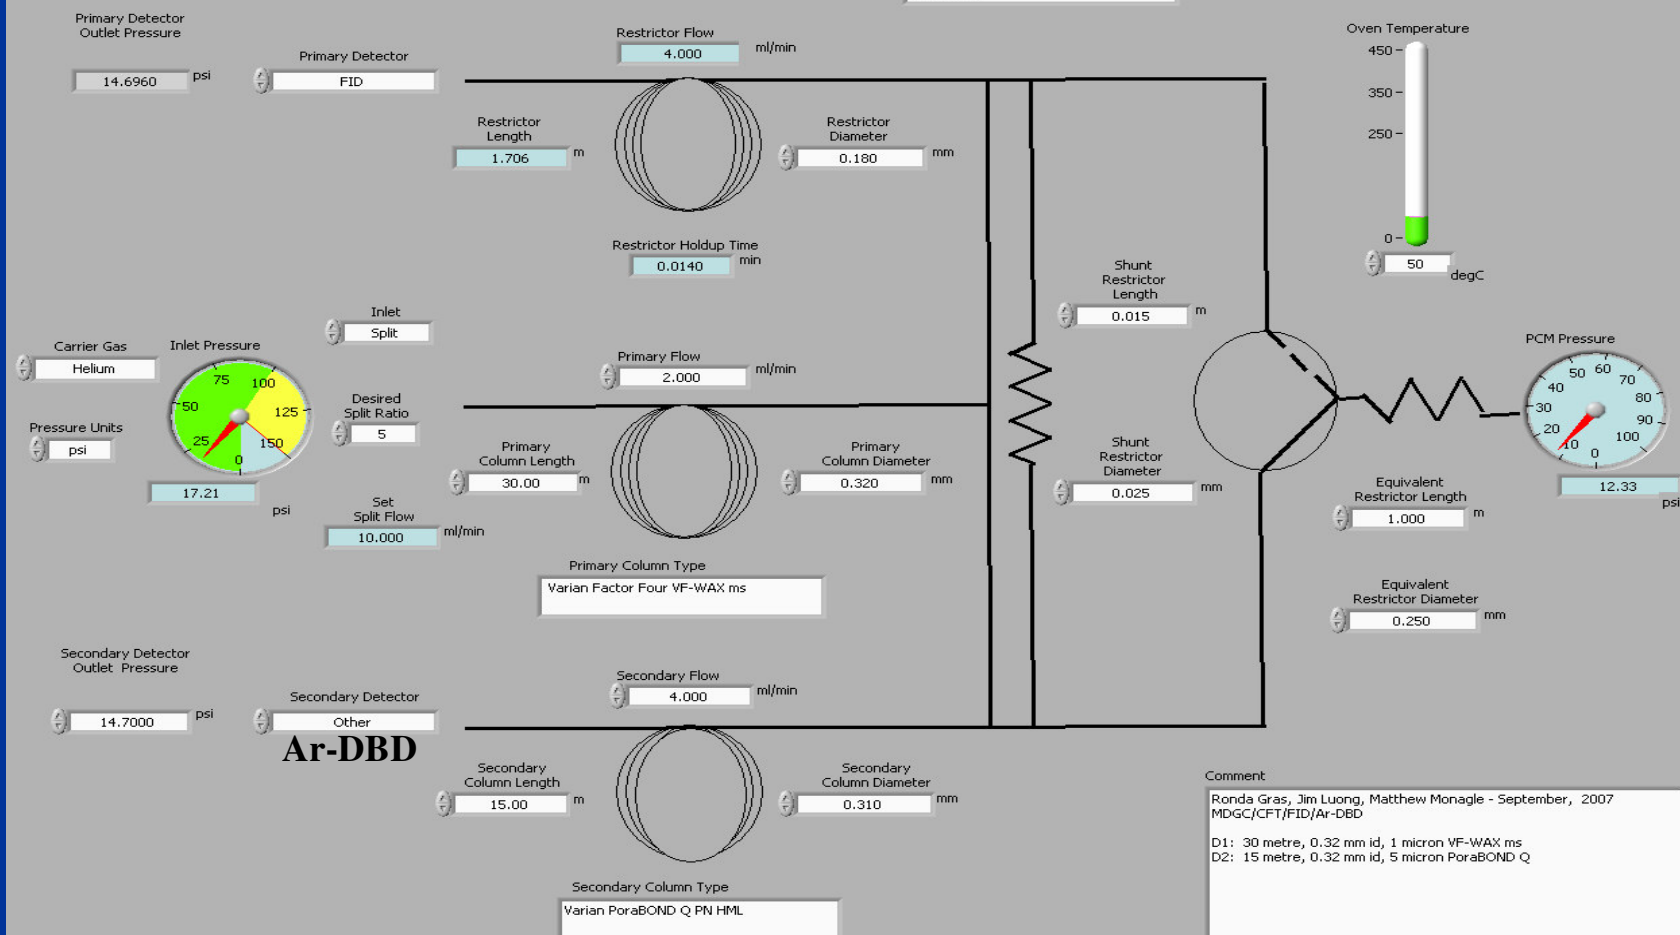 Primary Detector
Outlet Pressure
14.6960 psi
Primary Detector
FID
Restrictor Flow
4.000 ml/min
Restrictor
Length
1.706 m
Restrictor
Diameter
0.180 mm
Restrictor Holdup Time
0.0140 min
Oven Temperature
450
350
250
0
50 degC
Shunt
Restrictor
Length
0.015 m
Shunt
Restrictor
Diameter
0.025 mm
Carrier Gas
Helium
Pressure Units
psi
Inlet Pressure
0
25
50
75
100
125
150
17.21
psi
Inlet
Split
Desired
Split Ratio
5
Set
Split Flow
10.000 ml/min
Primary Flow
2.000 ml/min
Primary
Column Length
30.00 m
Primary
Column Diameter
0.320 mm
Primary Column Type
Varian Factor Four VF-WAX ms
PCM Pressure
0
10
20
30
40
50
60
70
80
90
100
12.33
psi
Equivalent
Restrictor Length
1.000 m
Equivalent
Restrictor Diameter
0.250 mm
Secondary Detector
Outlet Pressure
14.7000 psi
Secondary Detector
Other
Ar-DBD
Secondary Flow
4.000 ml/min
Secondary
Column Length
15.00 m
Secondary
Column Diameter
0.310 mm
Secondary Column Type
Varian PoraBOND Q PN HML
Comment
Ronda Gras, Jim Luong, Matthew Monagle - September, 2007
MDGC/CFT/FID/Ar-DBD
D1: 30 metre, 0.32 mm id, 1 micron VF-WAX ms
D2: 15 metre, 0.32 mm id, 5 micron PoraBOND Q